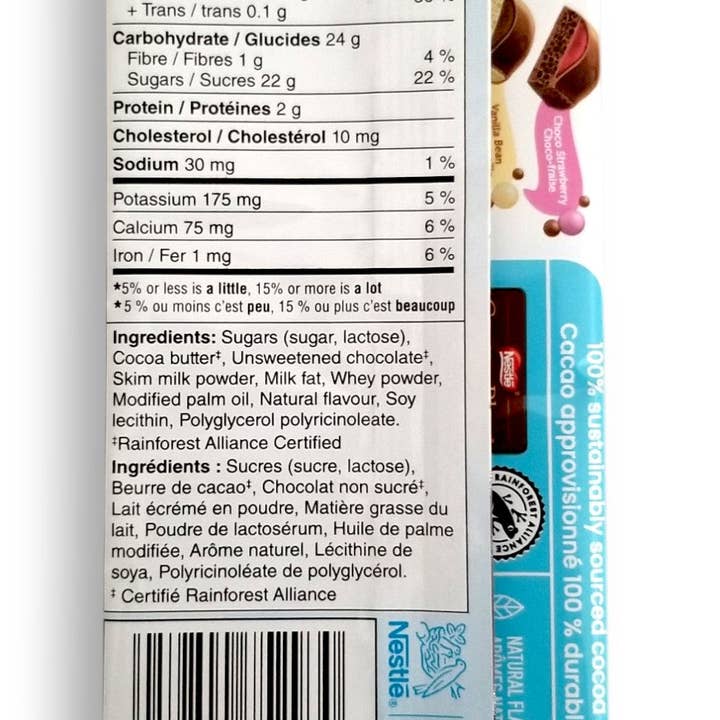 + Trans / trans 0.1 g
Carbohydrate / Glucides 24 g
Fibre / Fibres 1 g 4 %
Sugars / Sucres 22 g 22 %
Protein / Protéines 2 g
Cholesterol / Cholestérol 10 mg
Sodium 30 mg 1 %
Potassium 175 mg 5 %
Calcium 75 mg 6 %
Iron / Fer 1 mg 6 %
*5% or less is a little, 15% or more is a lot
*5 % ou moins c'est peu, 15 % ou plus c'est beaucoup
Ingredients: Sugars (sugar, lactose),
Cocoa butter‡, Unsweetened chocolate‡,
Skim milk powder, Milk fat, Whey powder,
Modified palm oil, Natural flavour, Soy
lecithin, Polyglycerol polyricinoleate.
‡Rainforest Alliance Certified
Ingrédients : Sucres (sucre, lactose),
Beurre de cacao‡, Chocolat non sucré‡,
Lait écrémé en poudre, Matière grasse du
lait, Poudre de lactosérum, Huile de palme
modifiée, Arôme naturel, Lécithine de
soya, Polyricinoléate de polyglycérol.
‡ Certifié Rainforest Alliance
Nestlé®
Vanilla Bean
Choco Strawberry
Choco-fraise
Nestlé
100% sustainably sourced cocoa
Cacao approvisionné 100 % durabl
RAINFOREST ALLIANCE
NATURAL FL